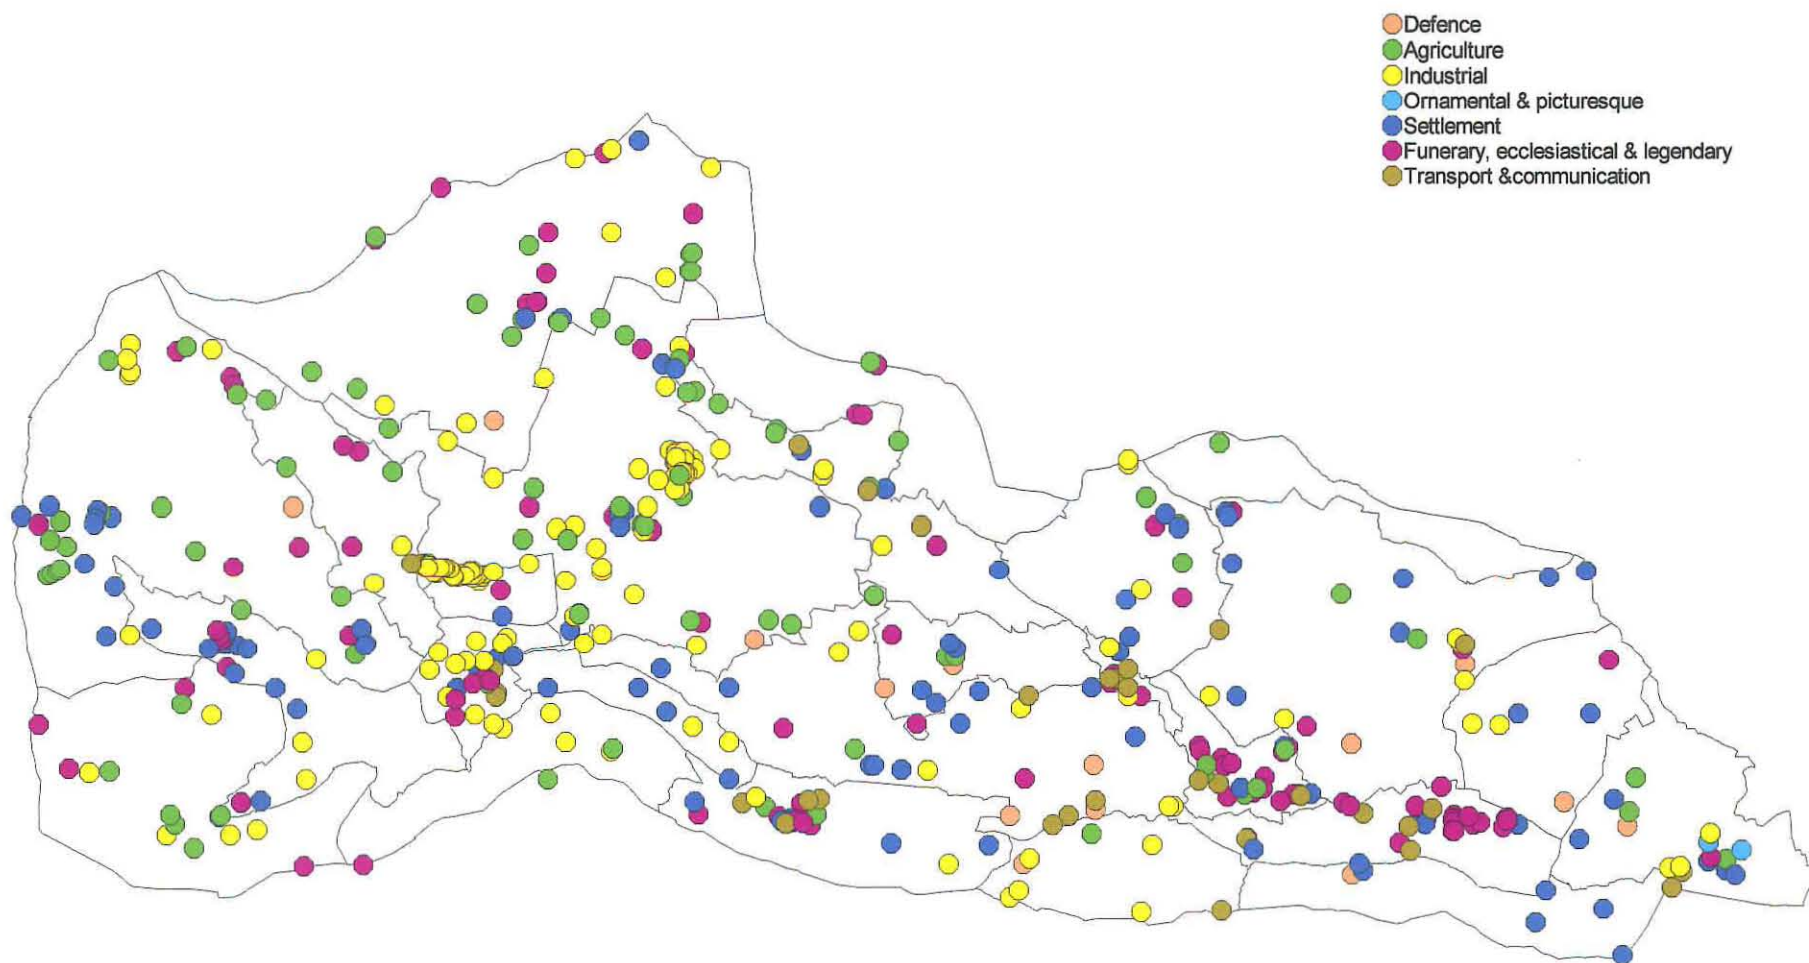 Defence
Agriculture
Industrial
Ornamental & picturesque
Settlement
Funerary, ecclesiastical & legendary
Transport &communication